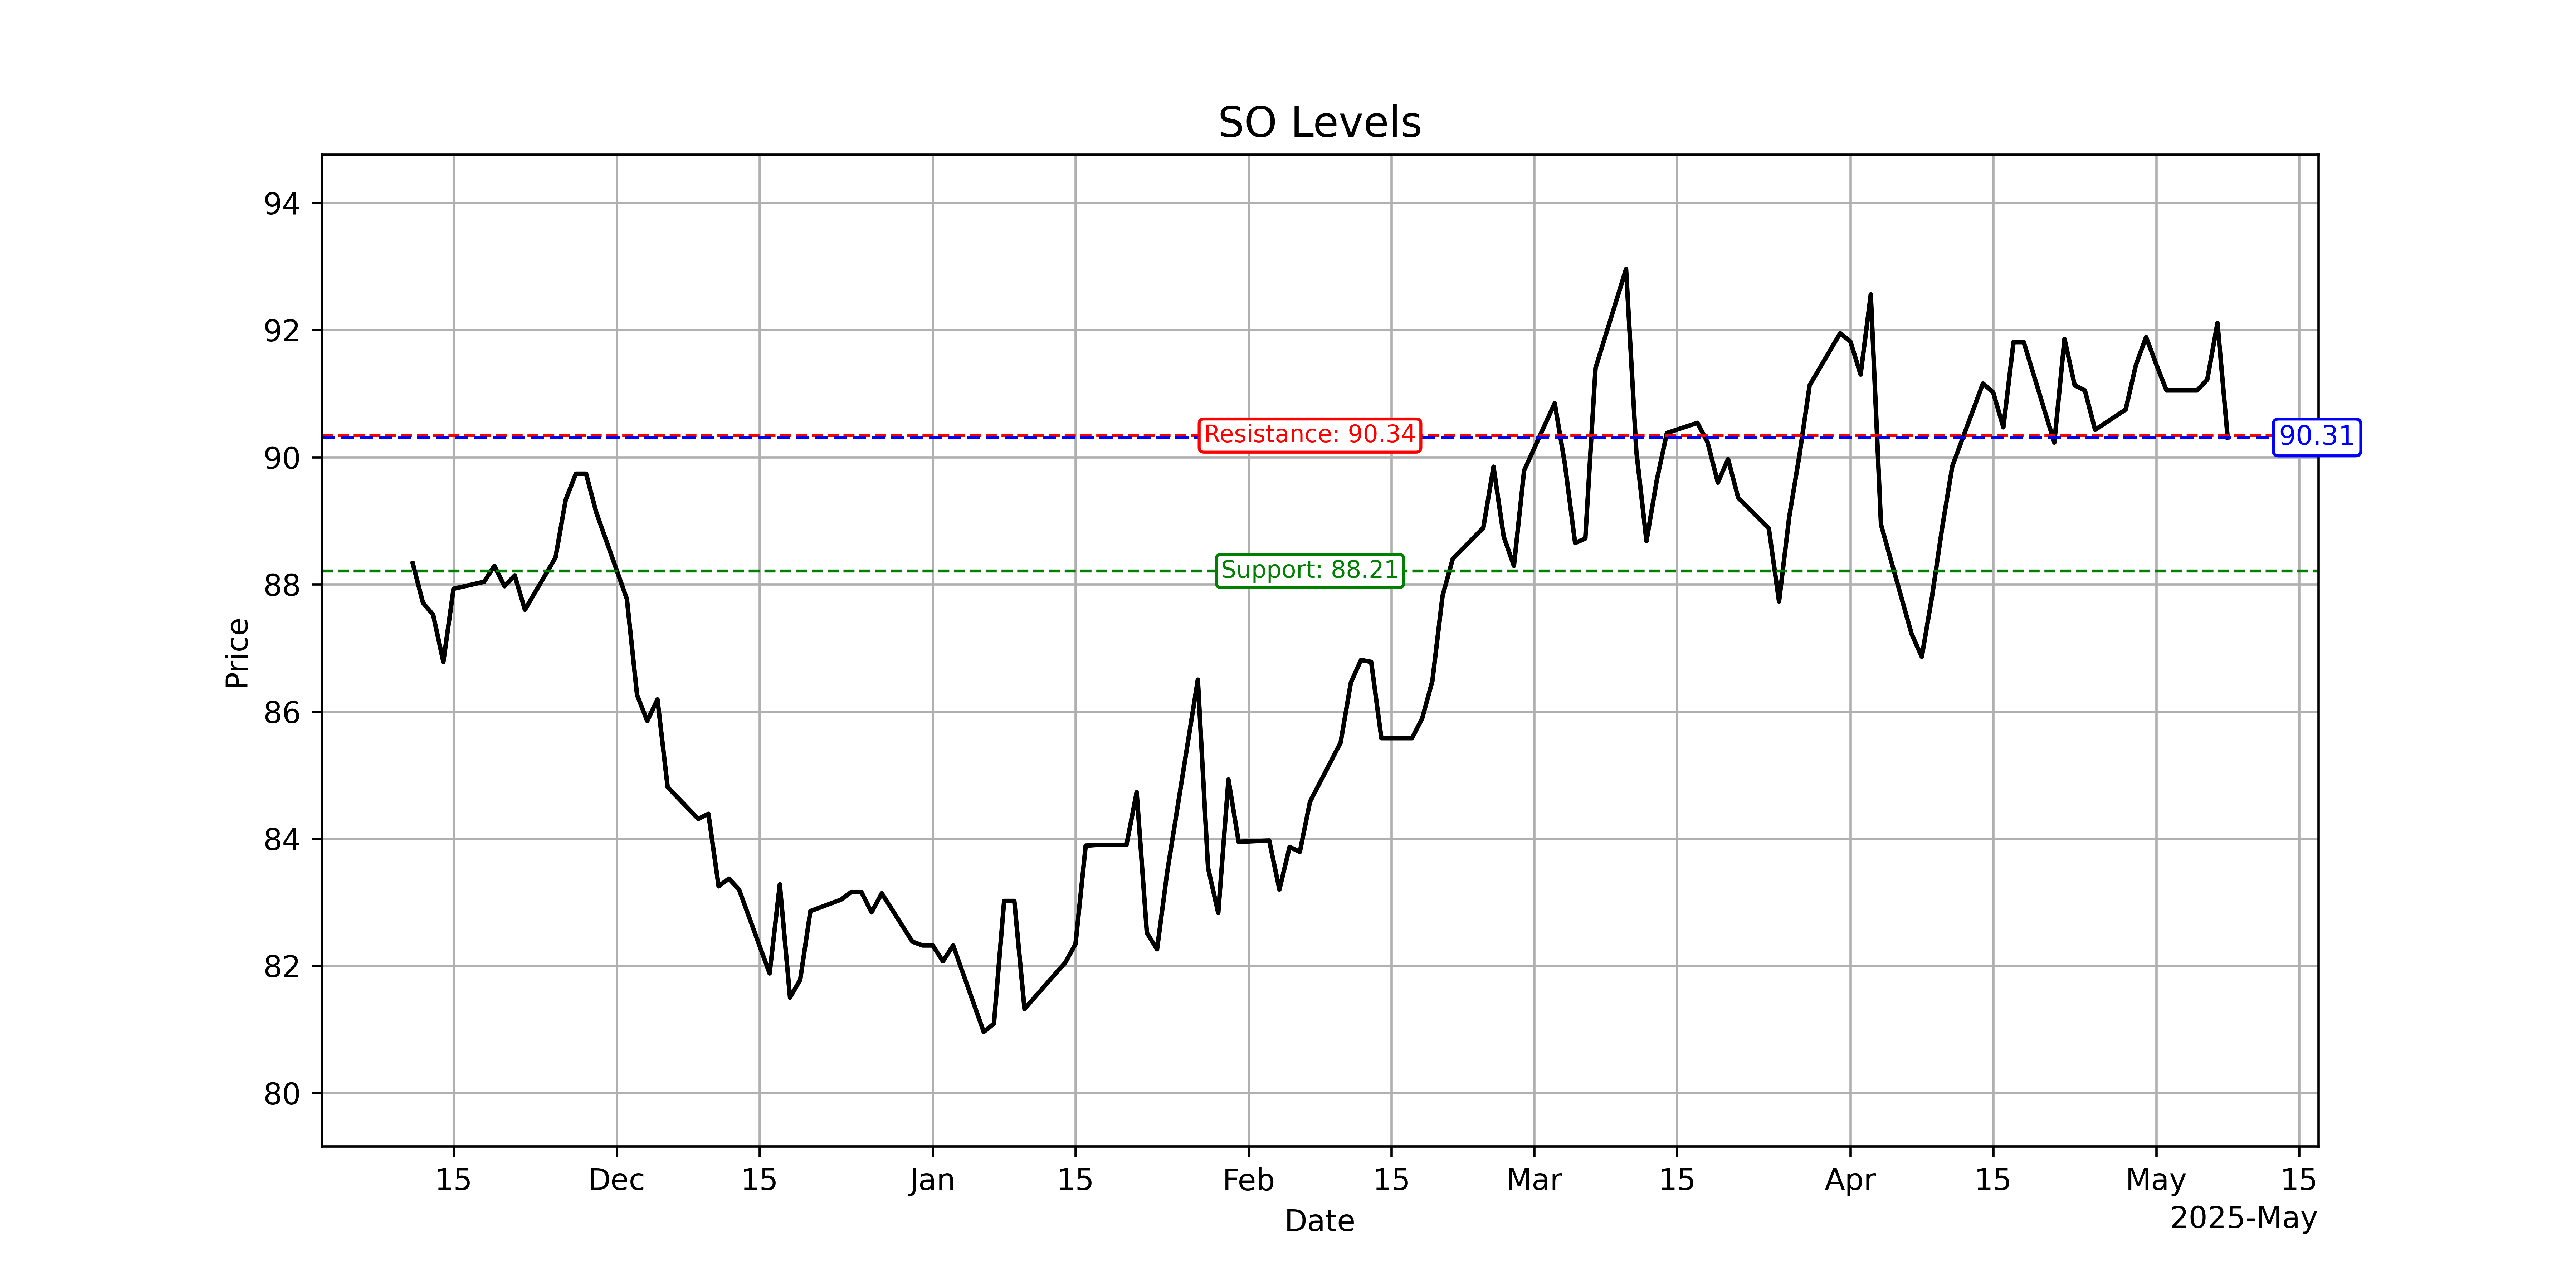 SO Levels
94
92
90
88
86
84
82
80
Price
Resistance: 90.34
90.31
Support: 88.21
15
Dec
15
Jan
15
Feb
15
Mar
15
Apr
15
May
15
Date
2025-May